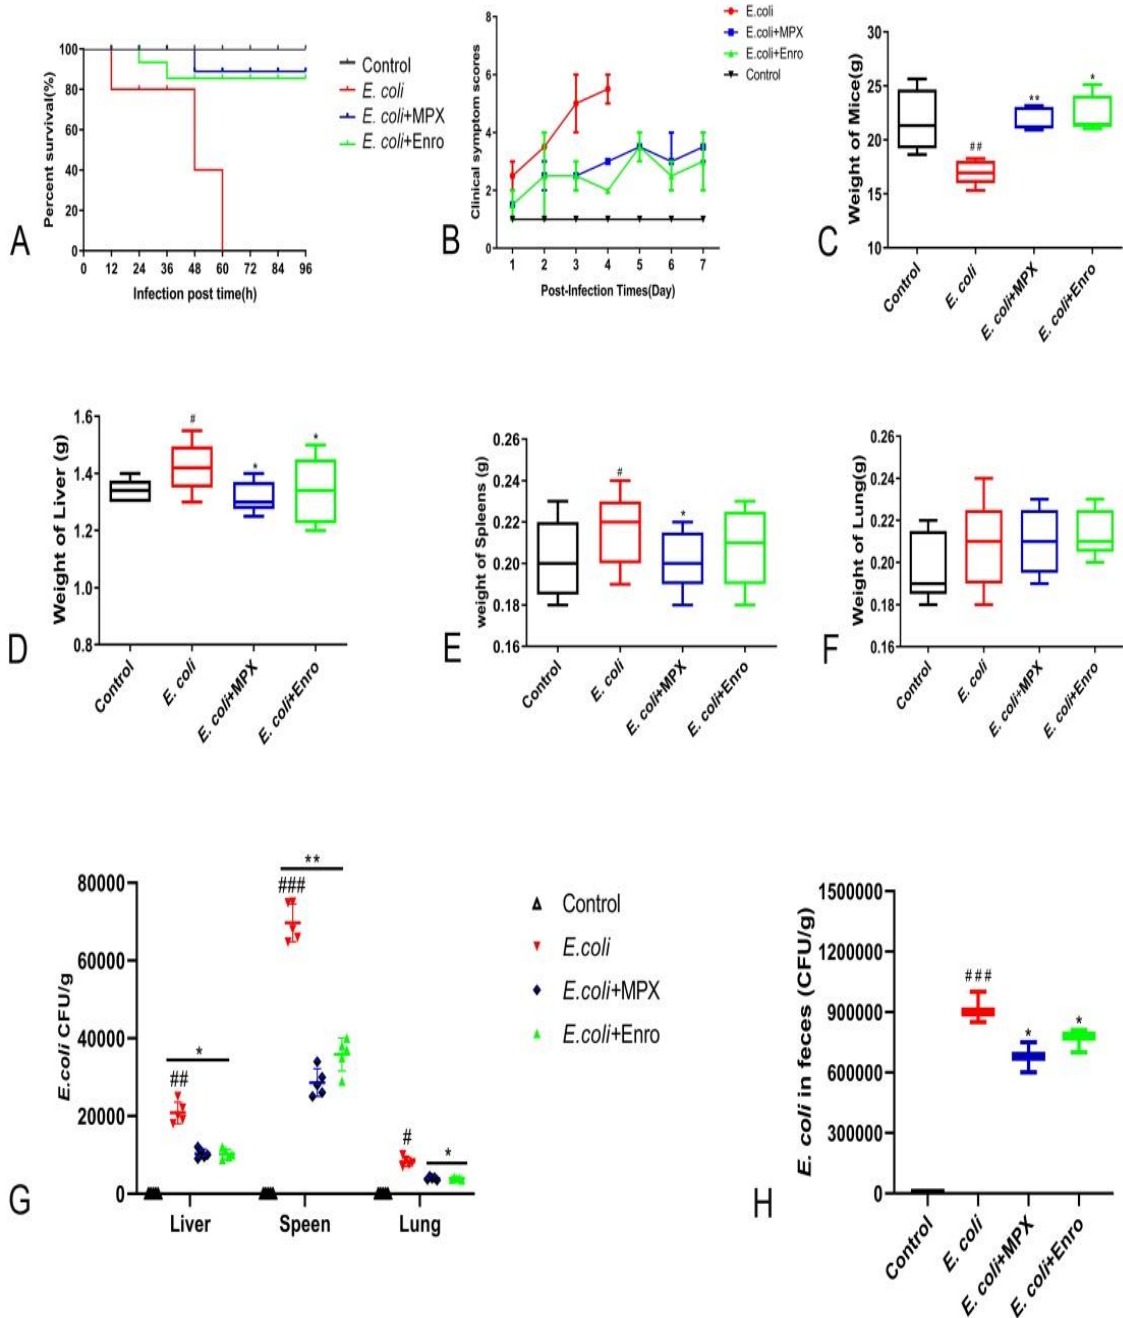 A
Percent survival(%)
100
80
60
40
20
0
0 12 24 36 48 60 72 84 96
Infection post time(h)
Control
E. coli
E. coli+MPX
E. coli+Enro
B
Clinical symptom scores
8
6
4
2
0
1 2 3 4 5 6 7
Post-Infection Times(Day)
E.coli
E.coli+MPX
E.coli+Enro
Control
C
Weight of Mice(g)
30
25
20
15
10
##
**
*
Control
E. coli
E. coli+MPX
E. coli+Enro
D
Weight of Liver (g)
1.6
1.4
1.2
1.0
0.8
#
*
*
Control
E. coli
E. coli+MPX
E. coli+Enro
E
weight of Spleens (g)
0.26
0.24
0.22
0.20
0.18
0.16
#
*
Control
E. coli
E. coli+MPX
E. coli+Enro
F
Weight of Lung(g)
0.26
0.24
0.22
0.20
0.18
0.16
Control
E. coli
E. coli+MPX
E. coli+Enro
G
E.coli CFU/g
80000
60000
40000
20000
0
*
##
**
###
#
*
Liver Speen Lung
Control
E.coli
E.coli+MPX
E.coli+Enro
H
E. coli in feces (CFU/g)
1500000
1200000
900000
600000
300000
0
###
*
*
Control
E. coli
E. coli+MPX
E. coli+Enro